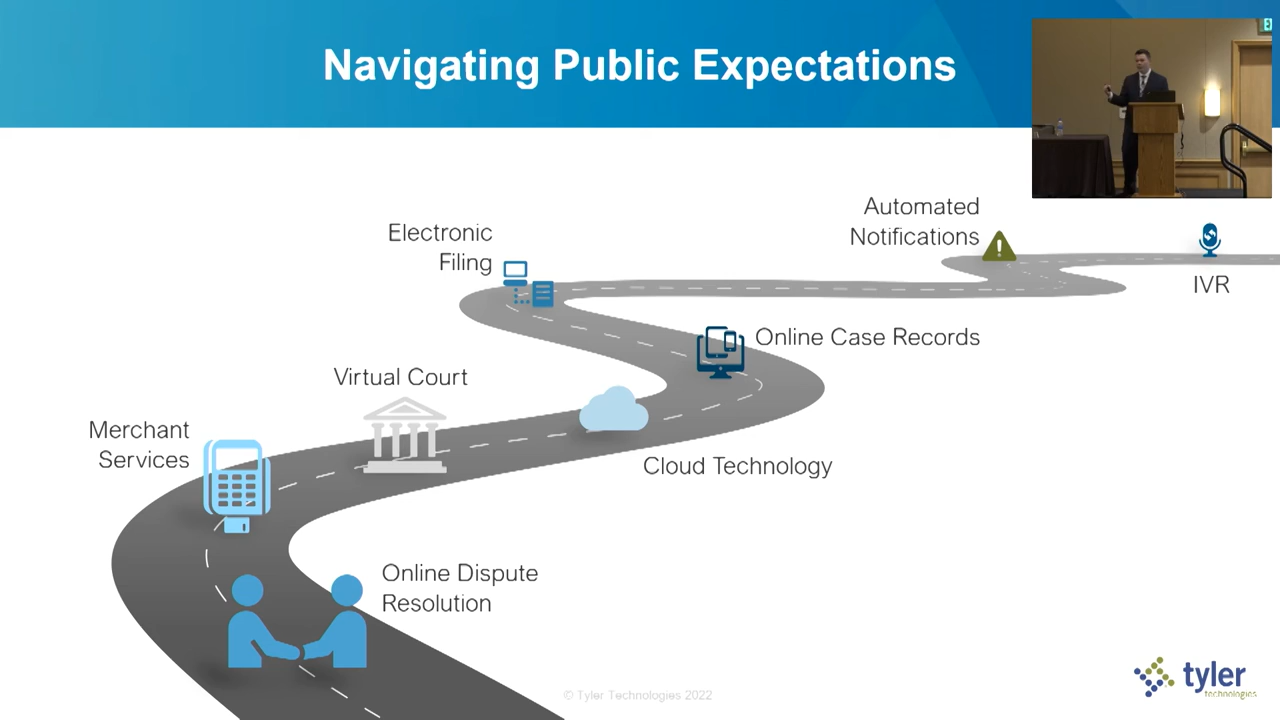 Navigating Public Expectations
Automated
Notifications
Electronic
Filing
IVR
Online Case Records
Virtual Court
Merchant
Services
Cloud Technology
Online Dispute
Resolution
© Tyler Technologies 2022
tyler
technologies